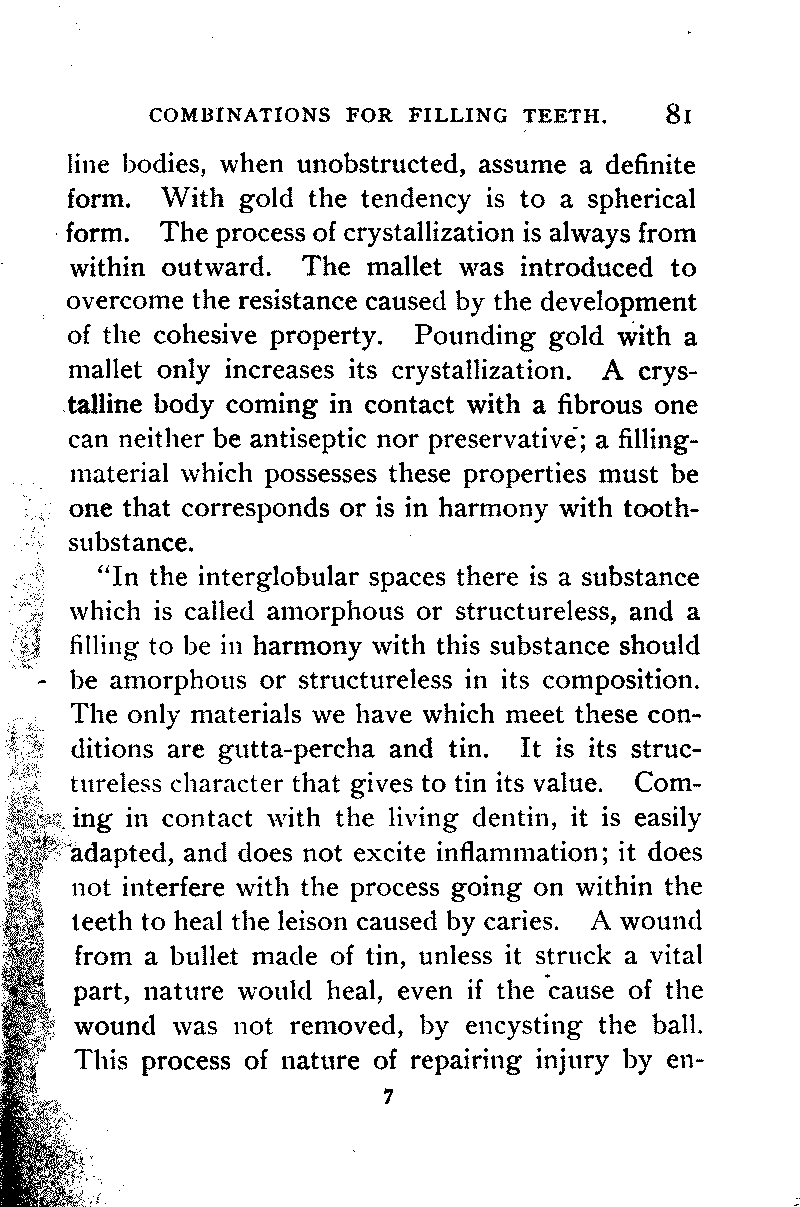 COMBINATIONS FOR FILLING TEETH. 81
line bodies, when unobstructed, assume a definite
form. With gold the tendency is to a spherical
form. The process of crystallization is always from
within outward. The mallet was introduced to
overcome the resistance caused by the development
of the cohesive property. Pounding gold with a
mallet only increases its crystallization. A crys-
talline body coming in contact with a fibrous one
can neither be antiseptic nor preservative; a filling-
material which possesses these properties must be
one that corresponds or is in harmony with tooth-
substance.
“In the interglobular spaces there is a substance
which is called amorphous or structureless, and a
filling to be in harmony with this substance should
be amorphous or structureless in its composition.
The only materials we have which meet these con-
ditions are gutta-percha and tin. It is its struc-
tureless character that gives to tin its value. Com-
ing in contact with the living dentin, it is easily
adapted, and does not excite inflammation; it does
not interfere with the process going on within the
teeth to heal the leison caused by caries. A wound
from a bullet made of tin, unless it struck a vital
part, nature would heal, even if the cause of the
wound was not removed, by encysting the ball.
This process of nature of repairing injury by en-
7